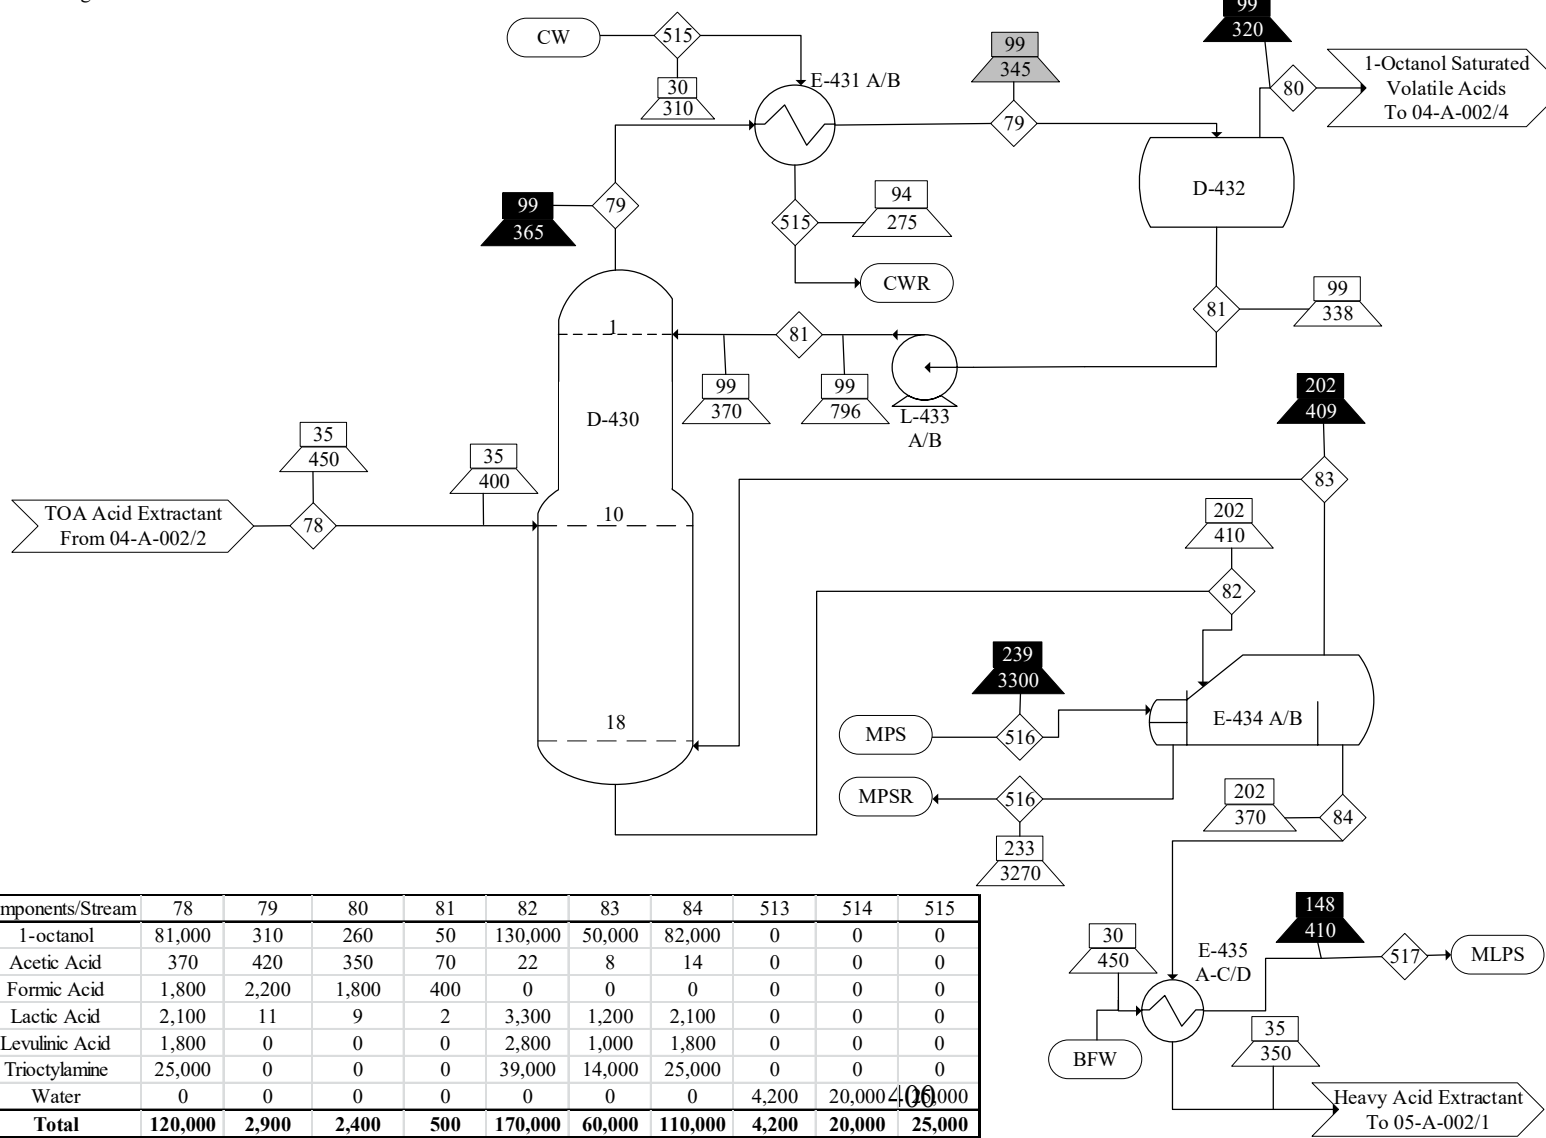 99
320
CW
515
99
345
1-Octanol Saturated
Volatile Acids
To 04-A-002/4
80
E-431 A/B
30
310
79
D-432
99
365
79
94
275
515
CWR
99
338
81
1
81
99
370
99
796
L-433
A/B
D-430
202
409
83
35
450
35
400
TOA Acid Extractant
From 04-A-002/2
78
10
202
410
82
239
3300
18
MPS
516
E-434 A/B
MPSR
516
202
370
84
233
3270
148
410
30
450
E-435
A-C/D
517
MLPS
35
350
BFW
Heavy Acid Extractant
To 05-A-002/1
mponents/Stream 78 79 80 81 82 83 84 513 514 515
1-octanol 81,000 310 260 50 130,000 50,000 82,000 0 0 0
Acetic Acid 370 420 350 70 22 8 14 0 0 0
Formic Acid 1,800 2,200 1,800 400 0 0 0 0 0 0
Lactic Acid 2,100 11 9 2 3,300 1,200 2,100 0 0 0
Levulinic Acid 1,800 0 0 0 2,800 1,000 1,800 0 0 0
Trioctylamine 25,000 0 0 0 39,000 14,000 25,000 0 0 0
Water 0 0 0 0 0 0 0 4,200 20,000 400
Total 120,000 2,900 2,400 500 170,000 60,000 110,000 4,200 20,000 25,000